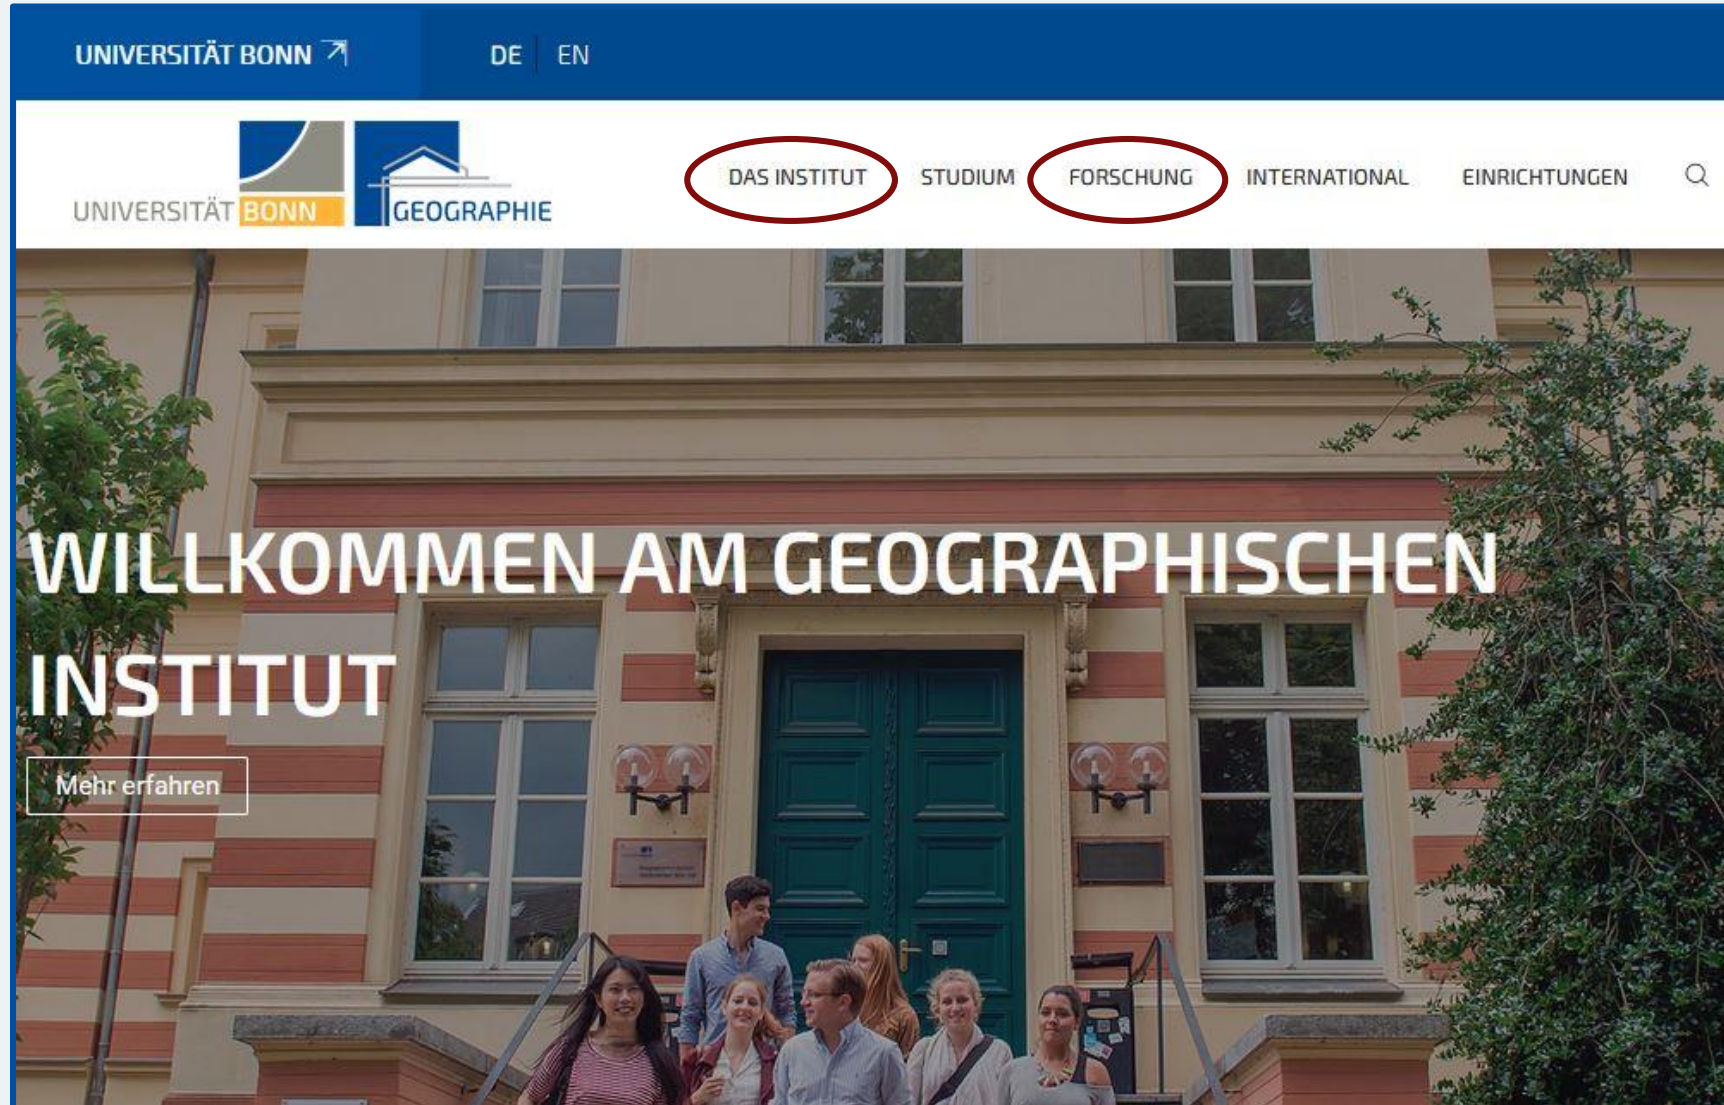 UNIVERSITÄT BONN
DE EN
UNIVERSITÄT BONN GEOGRAPHIE
DAS INSTITUT STUDIUM FORSCHUNG INTERNATIONAL EINRICHTUNGEN
WILLKOMMEN AM GEOGRAPHISCHEN
INSTITUT
Mehr erfahren